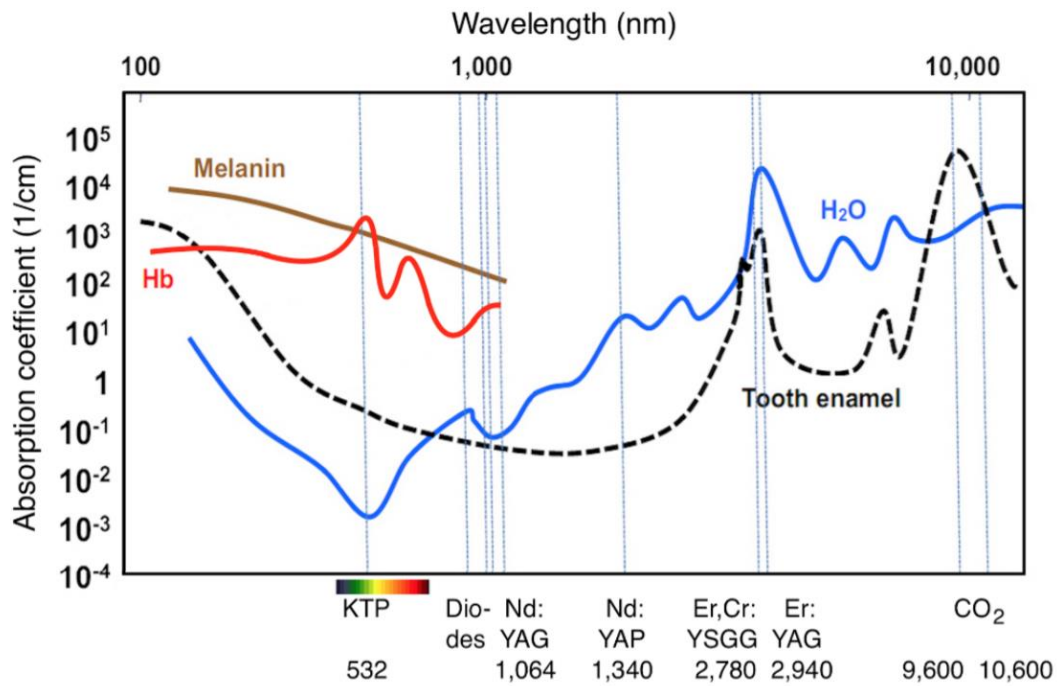 Wavelength (nm)
100 1,000 10,000
Absorption coefficient (1/cm)
10⁵
10⁴
10³
10²
10¹
1
10⁻¹
10⁻²
10⁻³
10⁻⁴
Melanin
Hb
H₂O
Tooth enamel
KTP
532
Dio-
des
Nd:
YAG
1,064
Nd:
YAP
1,340
Er,Cr:
YSGG
2,780
Er:
YAG
2,940
CO₂
9,600 10,600